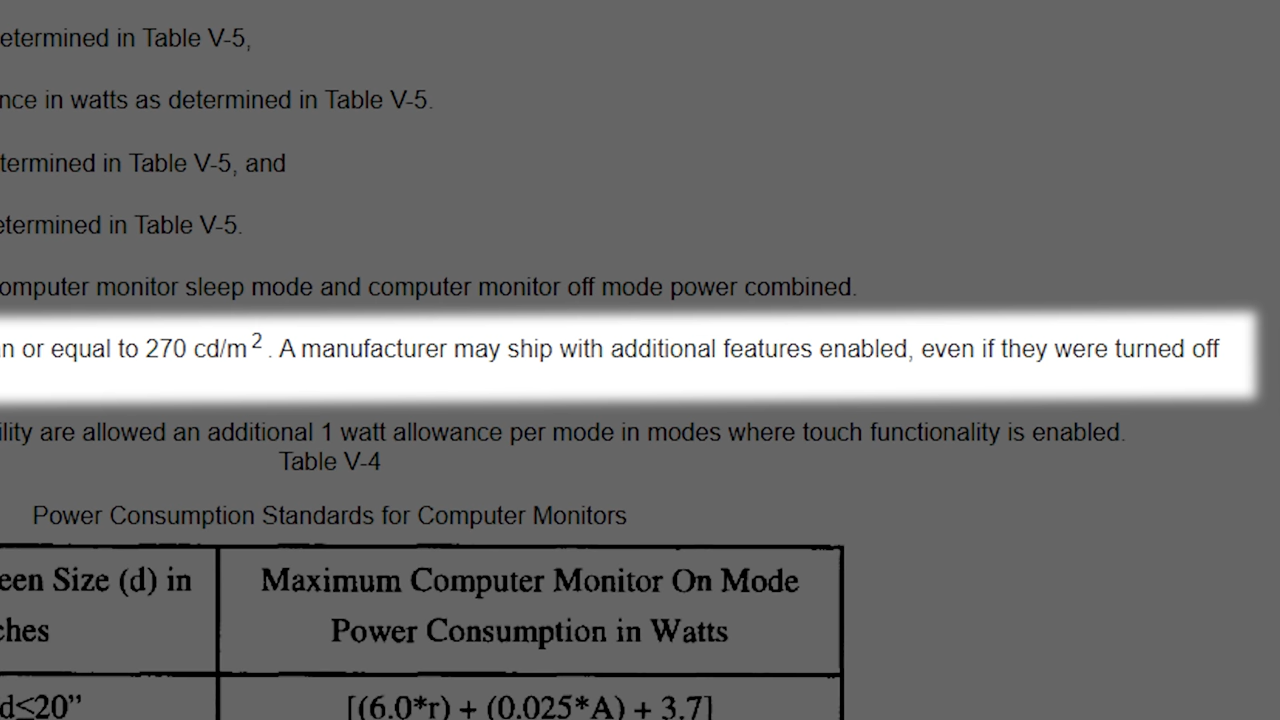 etermined in Table V-5,
nce in watts as determined in Table V-5.
termined in Table V-5, and
etermined in Table V-5.
omputer monitor sleep mode and computer monitor off mode power combined.
n or equal to 270 cd/m². A manufacturer may ship with additional features enabled, even if they were turned off
ility are allowed an additional 1 watt allowance per mode in modes where touch functionality is enabled.
Table V-4
Power Consumption Standards for Computer Monitors
een Size (d) in
ches
Maximum Computer Monitor On Mode
Power Consumption in Watts
d≤20”
[(6.0*r) + (0.025*A) + 3.7]